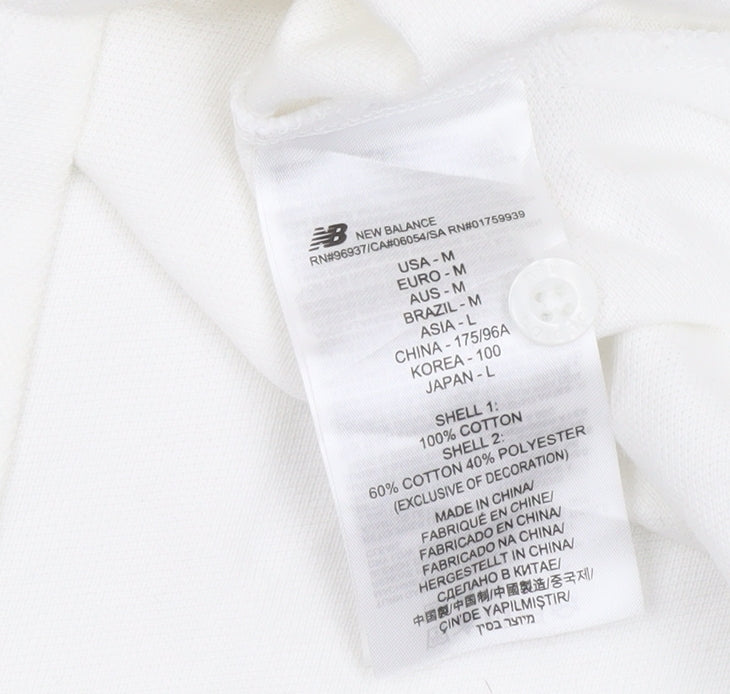 NB NEW BALANCE
RN#96937/CA#06054/SA RN#01759939
USA - M
EURO - M
AUS - M
BRAZIL - M
ASIA - L
CHINA - 175/96A
KOREA - 100
JAPAN - L
SHELL 1:
100% COTTON
SHELL 2:
60% COTTON 40% POLYESTER
(EXCLUSIVE OF DECORATION)
MADE IN CHINA/
FABRIQUÉ EN CHINE/
FABRICADO EN CHINA/
FABRICADO NA CHINA/
HERGESTELLT IN CHINA/
СДЕЛАНО В КИТАЕ/
中国製/中国制/中國製造/중국제/
ÇİN'DE YAPILMIŞTIR/
מיוצר בסין